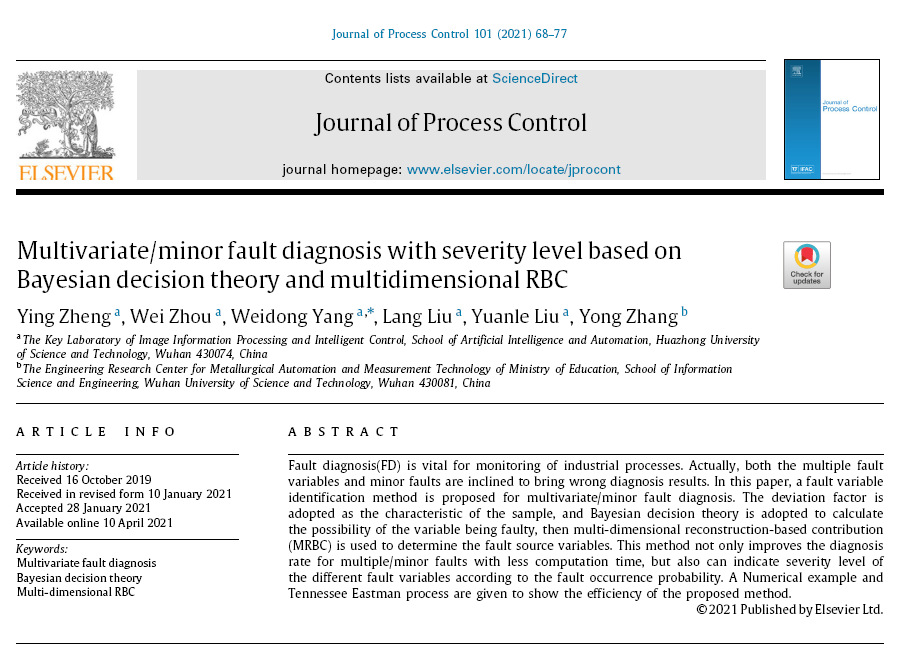 Journal of Process Control 101 (2021) 68–77
Contents lists available at ScienceDirect
Journal of Process Control
journal homepage: www.elsevier.com/locate/jprocont
ELSEVIER
Journal of
Process Control
IFAC
Multivariate/minor fault diagnosis with severity level based on
Bayesian decision theory and multidimensional RBC
Check for
updates
Ying Zheng a, Wei Zhou a, Weidong Yang a,*, Lang Liu a, Yuanle Liu a, Yong Zhang b
a The Key Laboratory of Image Information Processing and Intelligent Control, School of Artificial Intelligence and Automation, Huazhong University
of Science and Technology, Wuhan 430074, China
b The Engineering Research Center for Metallurgical Automation and Measurement Technology of Ministry of Education, School of Information
Science and Engineering, Wuhan University of Science and Technology, Wuhan 430081, China
ARTICLE INFO
Article history:
Received 16 October 2019
Received in revised form 10 January 2021
Accepted 28 January 2021
Available online 10 April 2021
Keywords:
Multivariate fault diagnosis
Bayesian decision theory
Multi-dimensional RBC
ABSTRACT
Fault diagnosis(FD) is vital for monitoring of industrial processes. Actually, both the multiple fault
variables and minor faults are inclined to bring wrong diagnosis results. In this paper, a fault variable
identification method is proposed for multivariate/minor fault diagnosis. The deviation factor is
adopted as the characteristic of the sample, and Bayesian decision theory is adopted to calculate
the possibility of the variable being faulty, then multi-dimensional reconstruction-based contribution
(MRBC) is used to determine the fault source variables. This method not only improves the diagnosis
rate for multiple/minor faults with less computation time, but also can indicate severity level of
the different fault variables according to the fault occurrence probability. A Numerical example and
Tennessee Eastman process are given to show the efficiency of the proposed method.
© 2021 Published by Elsevier Ltd.